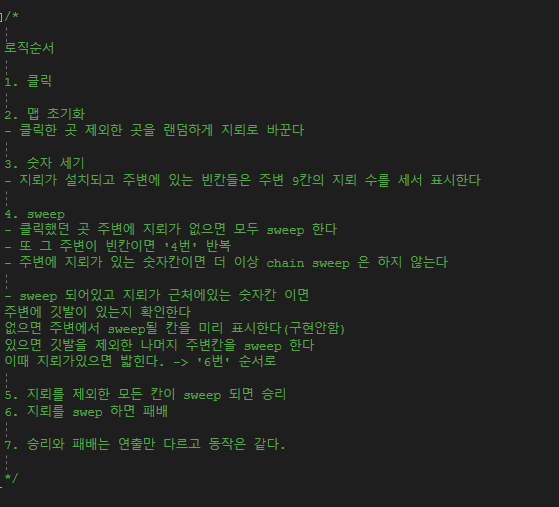 /*
로직순서
1. 클릭
2. 맵 초기화
- 클릭한 곳 제외한 곳을 랜덤하게 지뢰로 바꾼다
3. 숫자 세기
- 지뢰가 설치되고 주변에 있는 빈칸들은 주변 9칸의 지뢰 수를 세서 표시한다
4. sweep
- 클릭했던 곳 주변에 지뢰가 없으면 모두 sweep 한다
- 또 그 주변이 빈칸이면 '4번' 반복
- 주변에 지뢰가 있는 숫자칸이면 더 이상 chain sweep 은 하지 않는다
- sweep 되어있고 지뢰가 근처에있는 숫자칸 이면
주변에 깃발이 있는지 확인한다
없으면 주변에서 sweep될 칸을 미리 표시한다(구현안함)
있으면 깃발을 제외한 나머지 주변칸을 sweep 한다
이때 지뢰가있으면 밟힌다. -> '6번' 순서로
5. 지뢰를 제외한 모든 칸이 sweep 되면 승리
6. 지뢰를 swep 하면 패배
7. 승리와 패배는 연출만 다르고 동작은 같다.
*/